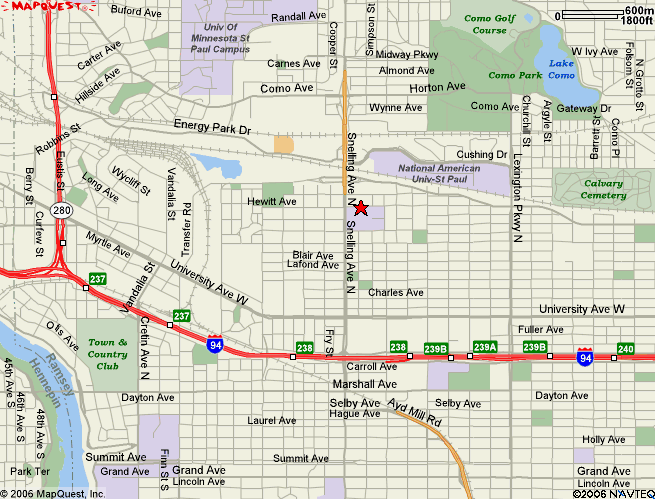 MAPQUEST
Buford Ave
Randall Ave
Como Golf
Course
600m
1800ft
Univ Of
Minnesota St
Paul Campus
Cooper St
Simpson St
Carter Ave
Midway Pkwy
Lake
Como
W Ivy Ave
Folsom St
N Grotto St
Carnes Ave
Almond Ave
Como Park
Hillside Ave
Como Ave
Horton Ave
Wynne Ave
Como Ave
Churchill St
Argyle St
Gateway Dr
Barrett St
Como Pl
Robbins St
Energy Park Dr
Snelling Ave N
Cushing Dr
Lexington Pkwy N
Eustis St
Berry St
Wycliff St
Long Ave
Vandalia St
National American
Univ-St Paul
Calvary
Cemetery
Transfer Rd
Hewitt Ave
P
280
Curfew St
Myrtle Ave
Snelling Ave N
Blair Ave
Lafond Ave
Vandalia St
University Ave W
237
Charles Ave
University Ave W
237
Fry St
Fuller Ave
Otis Ave
Town &
Country
Club
Cretin Ave N
94
238
238
239B
239A
239B
94
240
Carroll Ave
Ramsey
Hennepin
45th Ave S
46th Ave S
48th Ave S
Marshall Ave
Dayton Ave
Selby Ave
Hague Ave
Ayd Mill Rd
Selby Ave
Dayton Ave
Laurel Ave
Holly Ave
Finn St S
Summit Ave
Summit Ave
Park Ter
Grand Ave
Grand Ave
Grand Ave
Lincoln Ave
Lincoln Ave
© 2006 MapQuest, Inc.
©2006 NAVTEQ